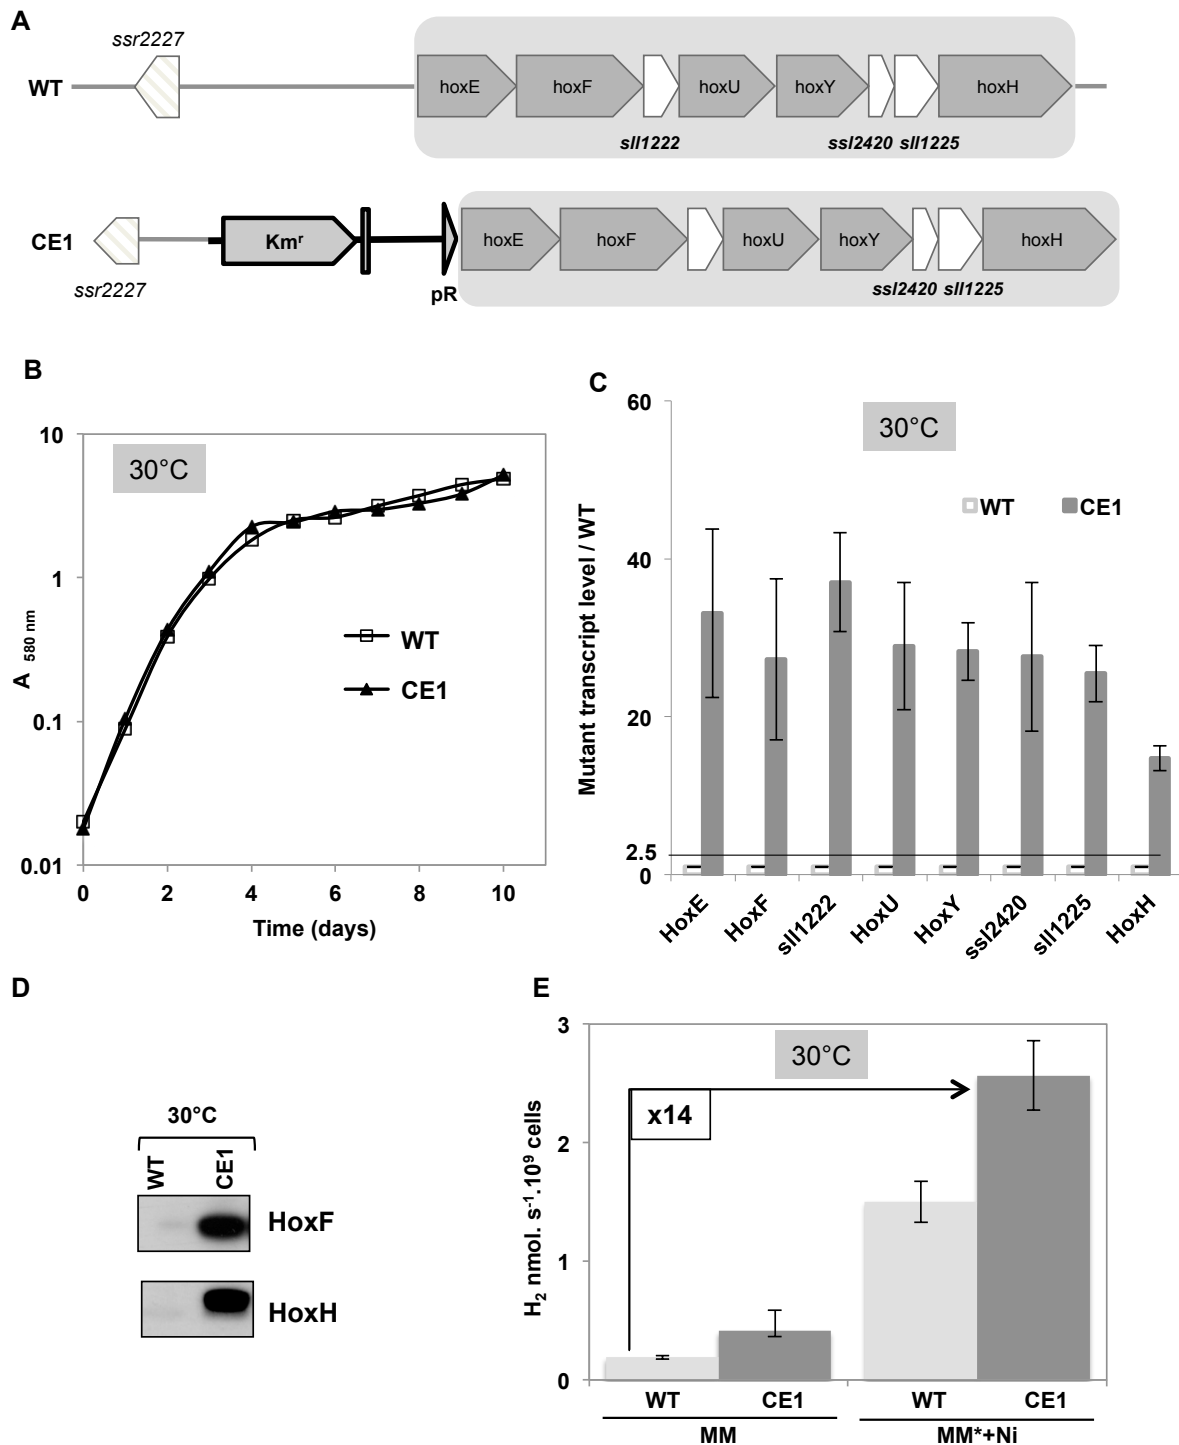 A
ssr2227
WT
hoxE hoxF hoxU hoxY hoxH
sll1222 ssl2420 sll1225
CE1
Kmʳ
hoxE hoxF hoxU hoxY hoxH
ssr2227
pR
ssl2420 sll1225
B
10
1
0.1
0.01
30°C
WT
CE1
A 580 nm
0 2 4 6 8 10
Time (days)
C
60
40
20
2.5
0
30°C
WT CE1
Mutant transcript level / WT
HoxE HoxF sll1222 HoxU HoxY ssl2420 sll1225 HoxH
D
30°C
WT CE1
HoxF
HoxH
E
3
2
1
0
30°C
x14
H₂ nmol. s⁻¹.10⁹ cells
WT CE1 WT CE1
MM MM*+Ni